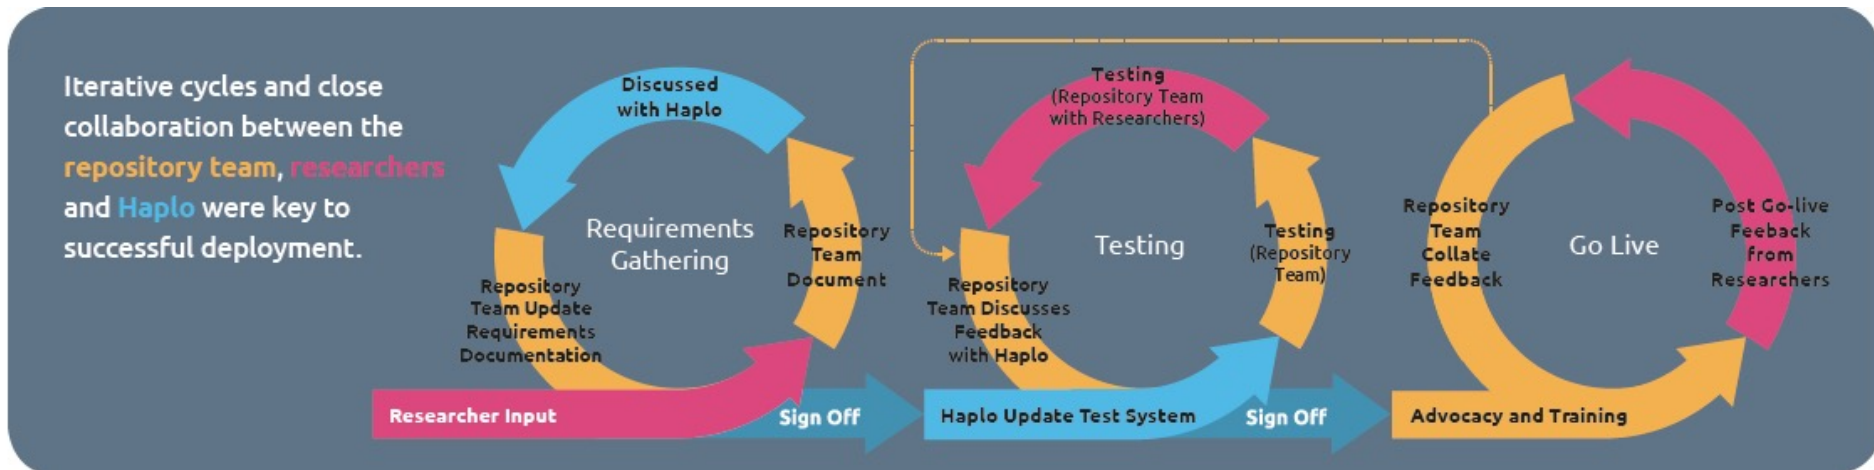 Iterative cycles and close
collaboration between the
repository team, researchers
and Haplo were key to
successful deployment.
Discussed
with Haplo
Requirements
Gathering
Repository
Team
Document
Repository
Team Update
Requirements
Documentation
Researcher Input
Sign Off
Testing
(Repository Team
with Researchers)
Testing
Testing
(Repository
Team)
Repository
Team Discusses
Feedback
with Haplo
Haplo Update Test System
Sign Off
Repository
Team
Collate
Feedback
Go Live
Post Go-live
Feeback
from
Researchers
Advocacy and Training